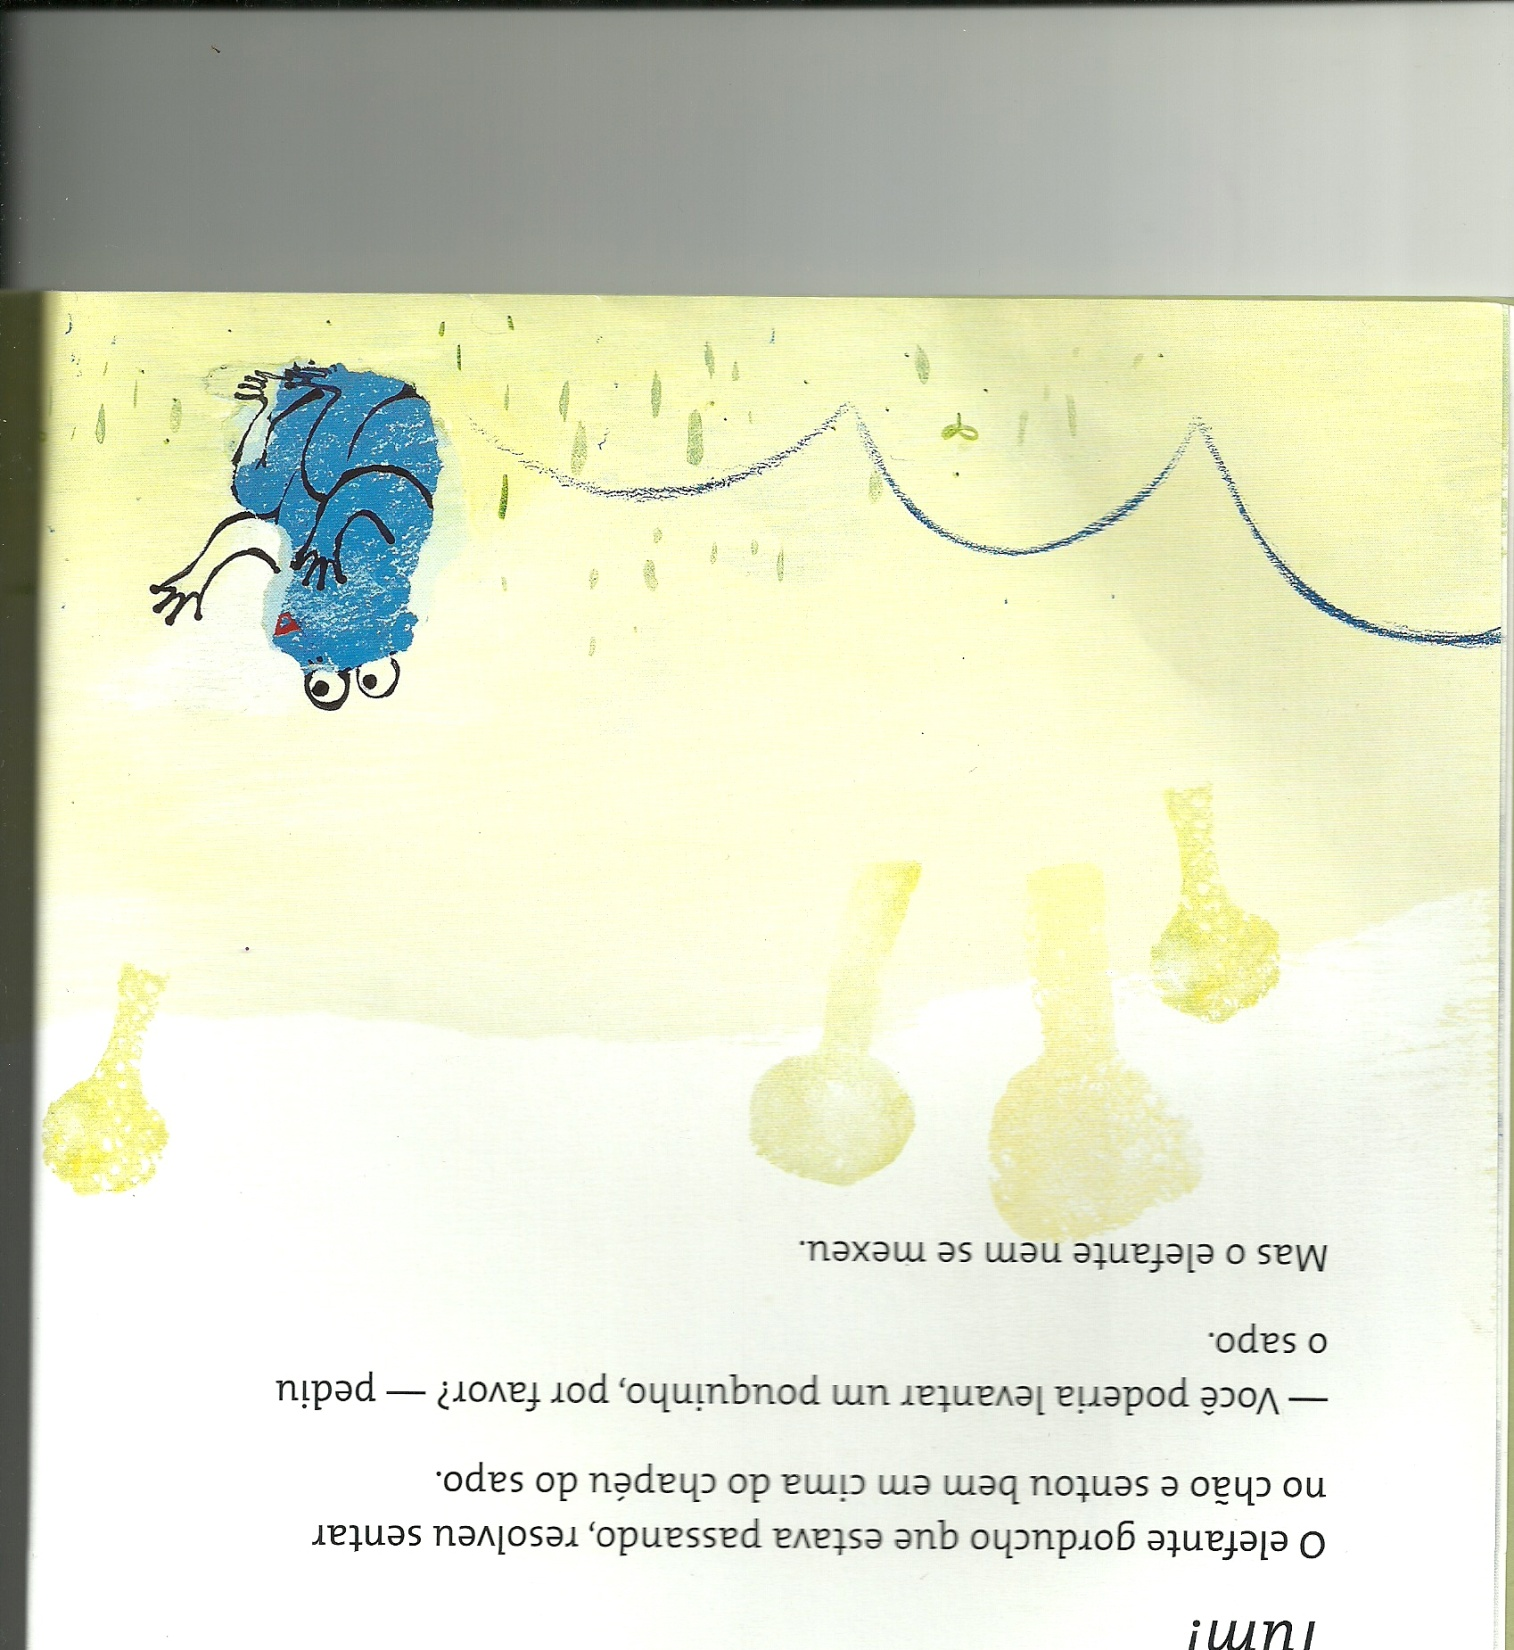 Tum!
O elefante gorducho que estava passando, resolveu sentar
no chão e sentou bem em cima do chapéu do sapo.
— Você poderia levantar um pouquinho, por favor? — pediu
o sapo.
Mas o elefante nem se mexeu.